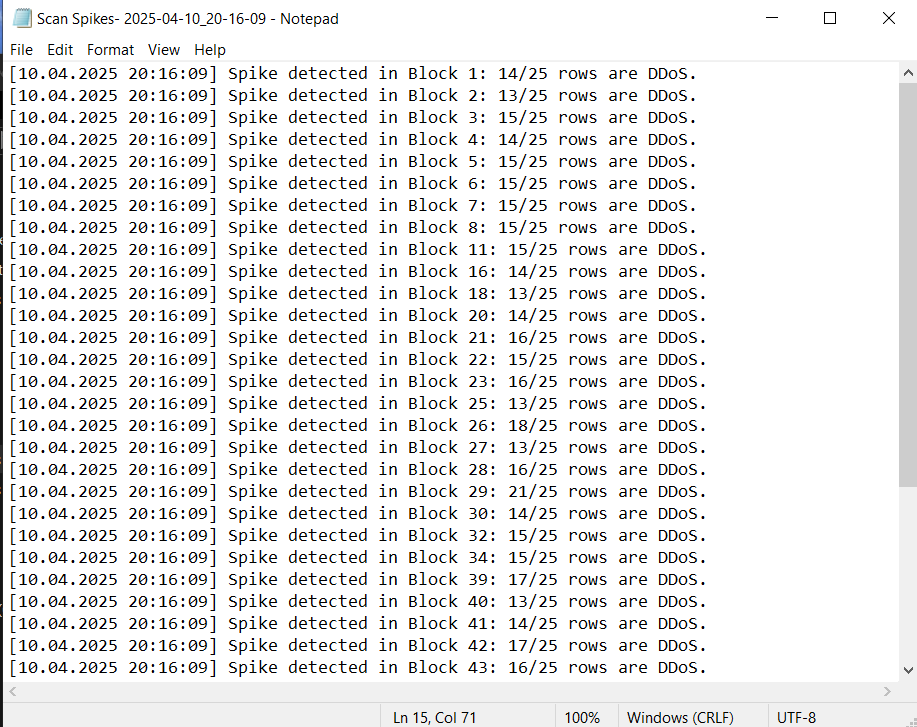 Scan Spikes- 2025-04-10_20-16-09 - Notepad
File Edit Format View Help
[10.04.2025 20:16:09] Spike detected in Block 1: 14/25 rows are DDoS.
[10.04.2025 20:16:09] Spike detected in Block 2: 13/25 rows are DDoS.
[10.04.2025 20:16:09] Spike detected in Block 3: 15/25 rows are DDoS.
[10.04.2025 20:16:09] Spike detected in Block 4: 14/25 rows are DDoS.
[10.04.2025 20:16:09] Spike detected in Block 5: 15/25 rows are DDoS.
[10.04.2025 20:16:09] Spike detected in Block 6: 15/25 rows are DDoS.
[10.04.2025 20:16:09] Spike detected in Block 7: 15/25 rows are DDoS.
[10.04.2025 20:16:09] Spike detected in Block 8: 15/25 rows are DDoS.
[10.04.2025 20:16:09] Spike detected in Block 11: 15/25 rows are DDoS.
[10.04.2025 20:16:09] Spike detected in Block 16: 14/25 rows are DDoS.
[10.04.2025 20:16:09] Spike detected in Block 18: 13/25 rows are DDoS.
[10.04.2025 20:16:09] Spike detected in Block 20: 14/25 rows are DDoS.
[10.04.2025 20:16:09] Spike detected in Block 21: 16/25 rows are DDoS.
[10.04.2025 20:16:09] Spike detected in Block 22: 15/25 rows are DDoS.
[10.04.2025 20:16:09] Spike detected in Block 23: 16/25 rows are DDoS.
[10.04.2025 20:16:09] Spike detected in Block 25: 13/25 rows are DDoS.
[10.04.2025 20:16:09] Spike detected in Block 26: 18/25 rows are DDoS.
[10.04.2025 20:16:09] Spike detected in Block 27: 13/25 rows are DDoS.
[10.04.2025 20:16:09] Spike detected in Block 28: 16/25 rows are DDoS.
[10.04.2025 20:16:09] Spike detected in Block 29: 21/25 rows are DDoS.
[10.04.2025 20:16:09] Spike detected in Block 30: 14/25 rows are DDoS.
[10.04.2025 20:16:09] Spike detected in Block 32: 15/25 rows are DDoS.
[10.04.2025 20:16:09] Spike detected in Block 34: 15/25 rows are DDoS.
[10.04.2025 20:16:09] Spike detected in Block 39: 17/25 rows are DDoS.
[10.04.2025 20:16:09] Spike detected in Block 40: 13/25 rows are DDoS.
[10.04.2025 20:16:09] Spike detected in Block 41: 14/25 rows are DDoS.
[10.04.2025 20:16:09] Spike detected in Block 42: 17/25 rows are DDoS.
[10.04.2025 20:16:09] Spike detected in Block 43: 16/25 rows are DDoS.
Ln 15, Col 71 100% Windows (CRLF) UTF-8